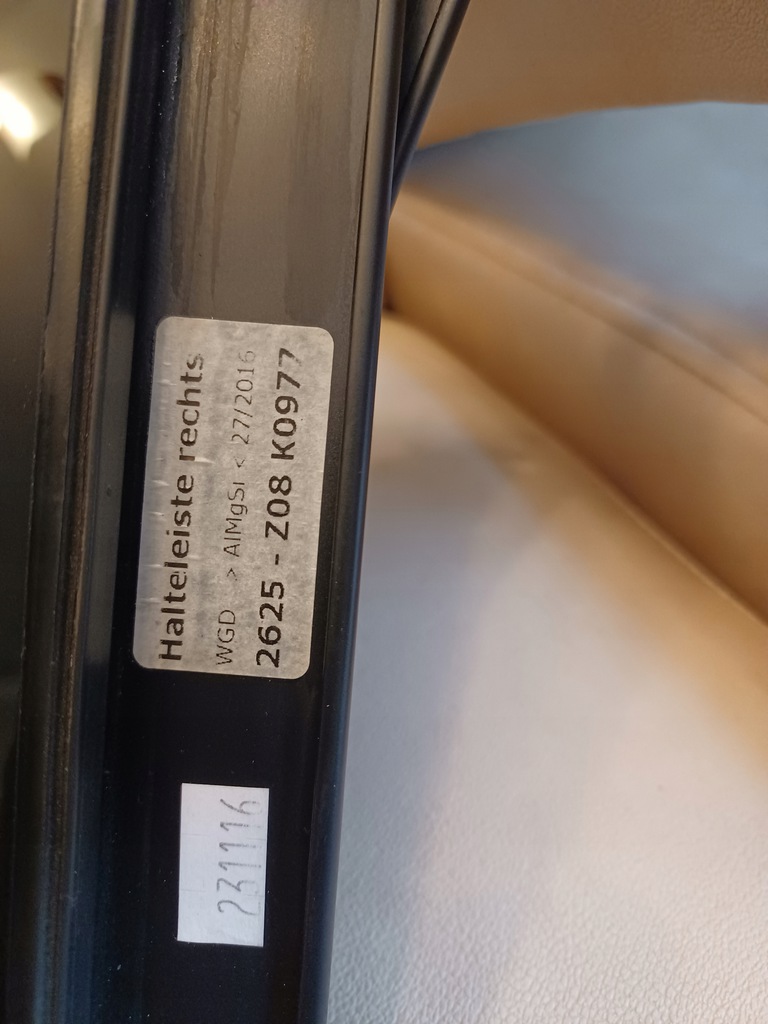 Halteleiste rechts
WGD > AlMgSi < 27/2016
2625 - Z08 K0977
231116